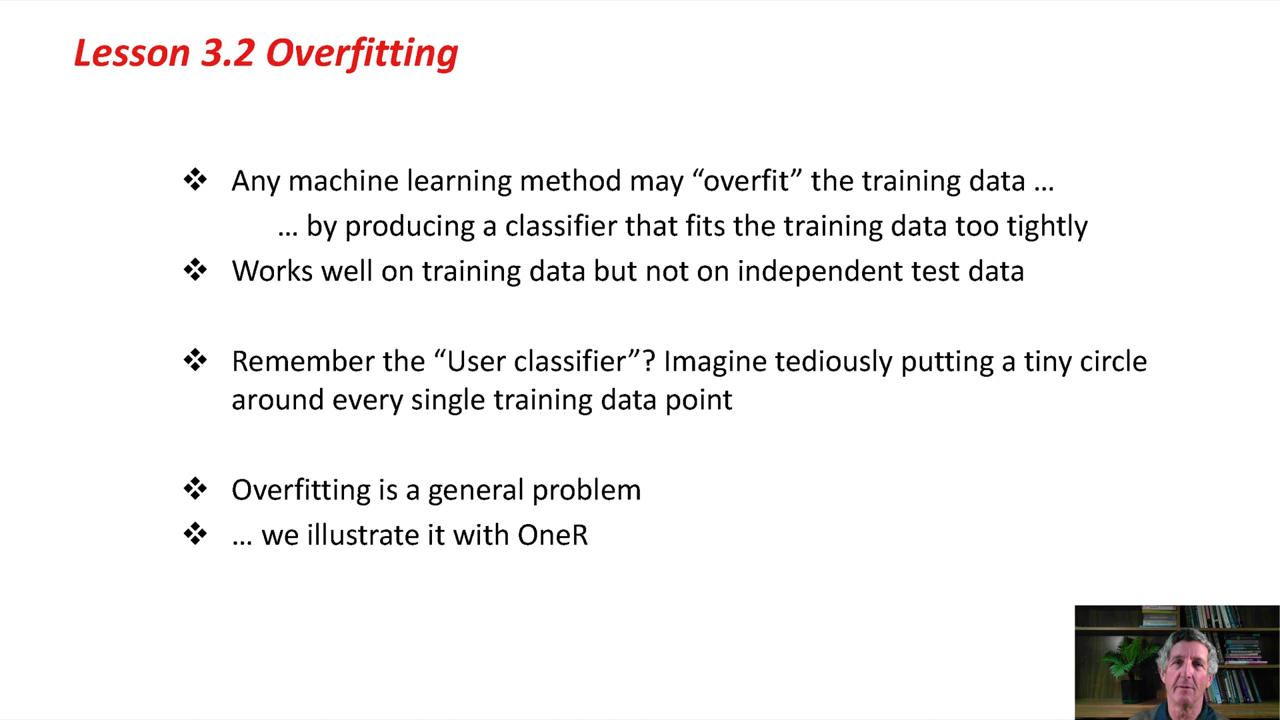 Lesson 3.2 Overfitting
❖ Any machine learning method may “overfit” the training data …
… by producing a classifier that fits the training data too tightly
❖ Works well on training data but not on independent test data
❖ Remember the “User classifier”? Imagine tediously putting a tiny circle
around every single training data point
❖ Overfitting is a general problem
❖ … we illustrate it with OneR